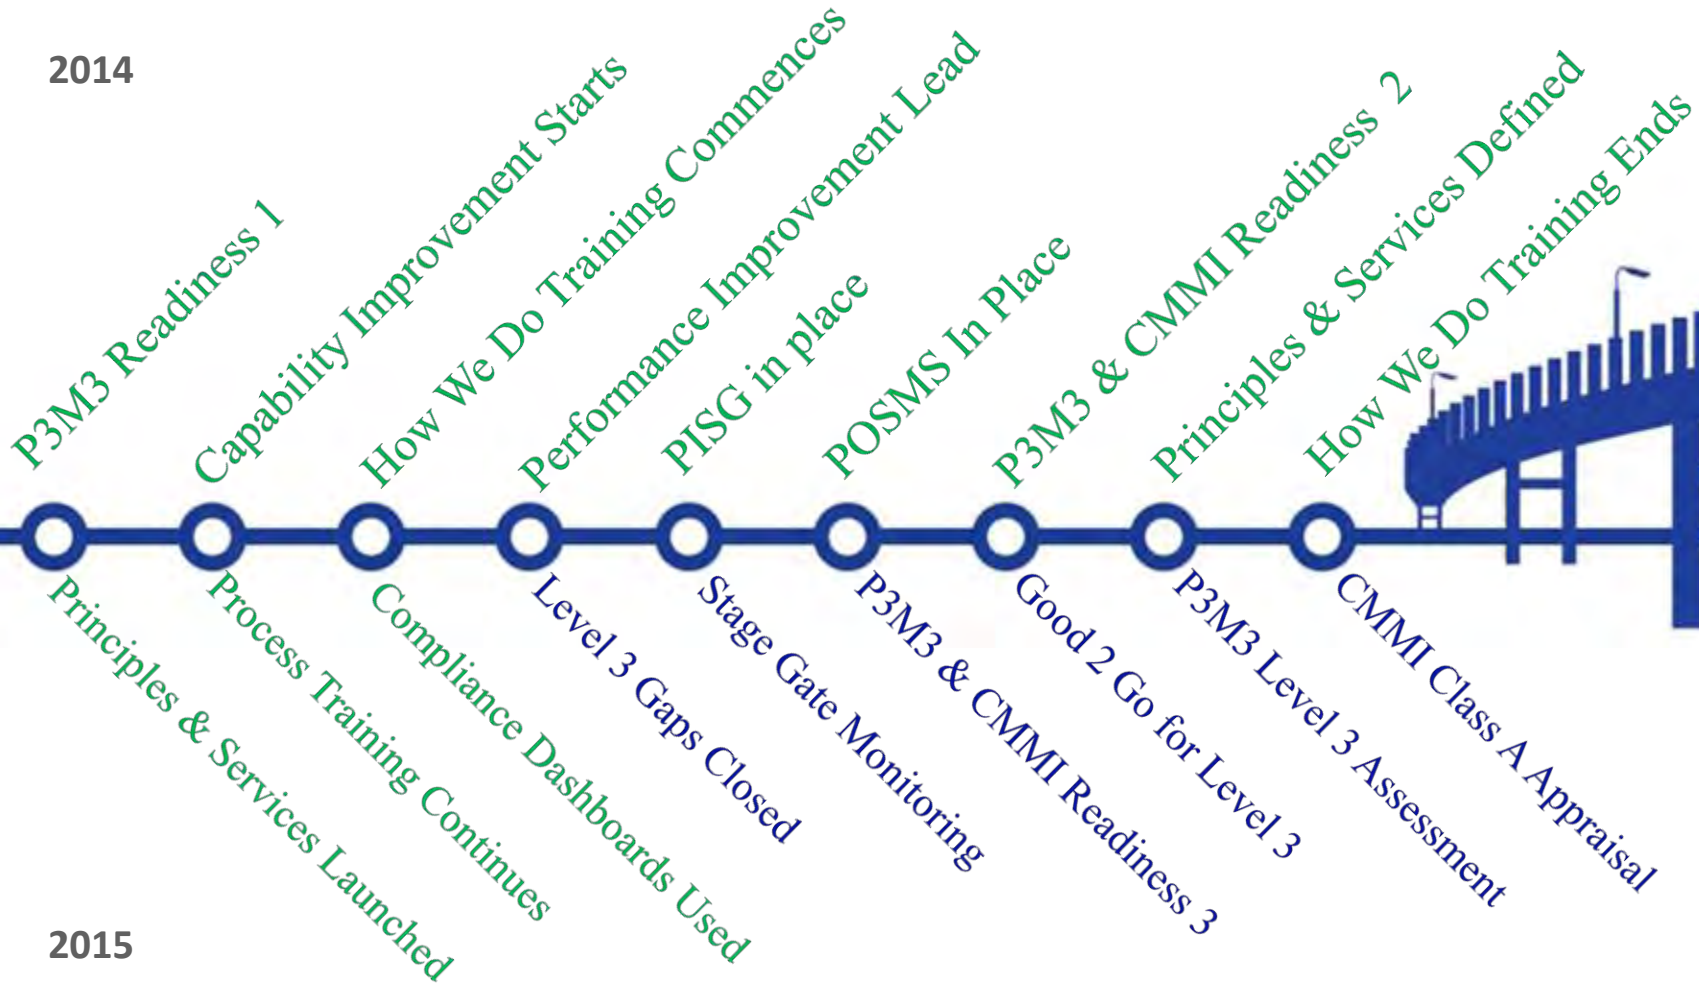 2014
P3M3 Readiness 1
Capability Improvement Starts
How We Do Training Commences
Performance Improvement Lead
PISG in place
POSMS In Place
P3M3 & CMMI Readiness 2
Principles & Services Defined
How We Do Training Ends
Principles & Services Launched
Process Training Continues
Compliance Dashboards Used
Level 3 Gaps Closed
Stage Gate Monitoring
P3M3 & CMMI Readiness 3
Good 2 Go for Level 3
P3M3 Level 3 Assessment
CMMI Class A Appraisal
2015